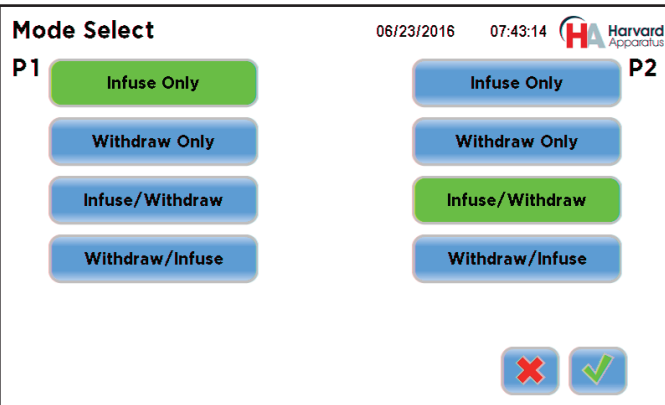 Mode Select 06/23/2016 07:43:14 HA Harvard Apparatus
P1 P2
Infuse Only Infuse Only
Withdraw Only Withdraw Only
Infuse/Withdraw Infuse/Withdraw
Withdraw/Infuse Withdraw/Infuse